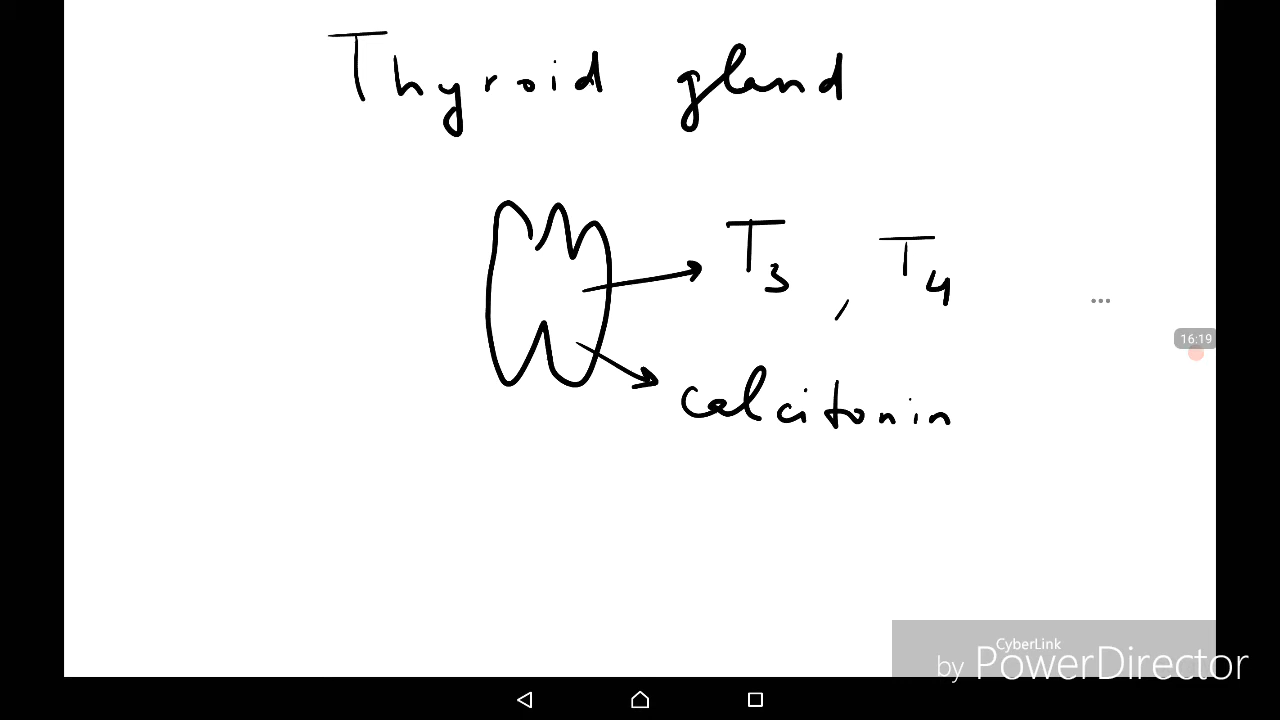 Thyroid gland
T3, T4
16:19
calcitonin
CyberLink
by PowerDirector